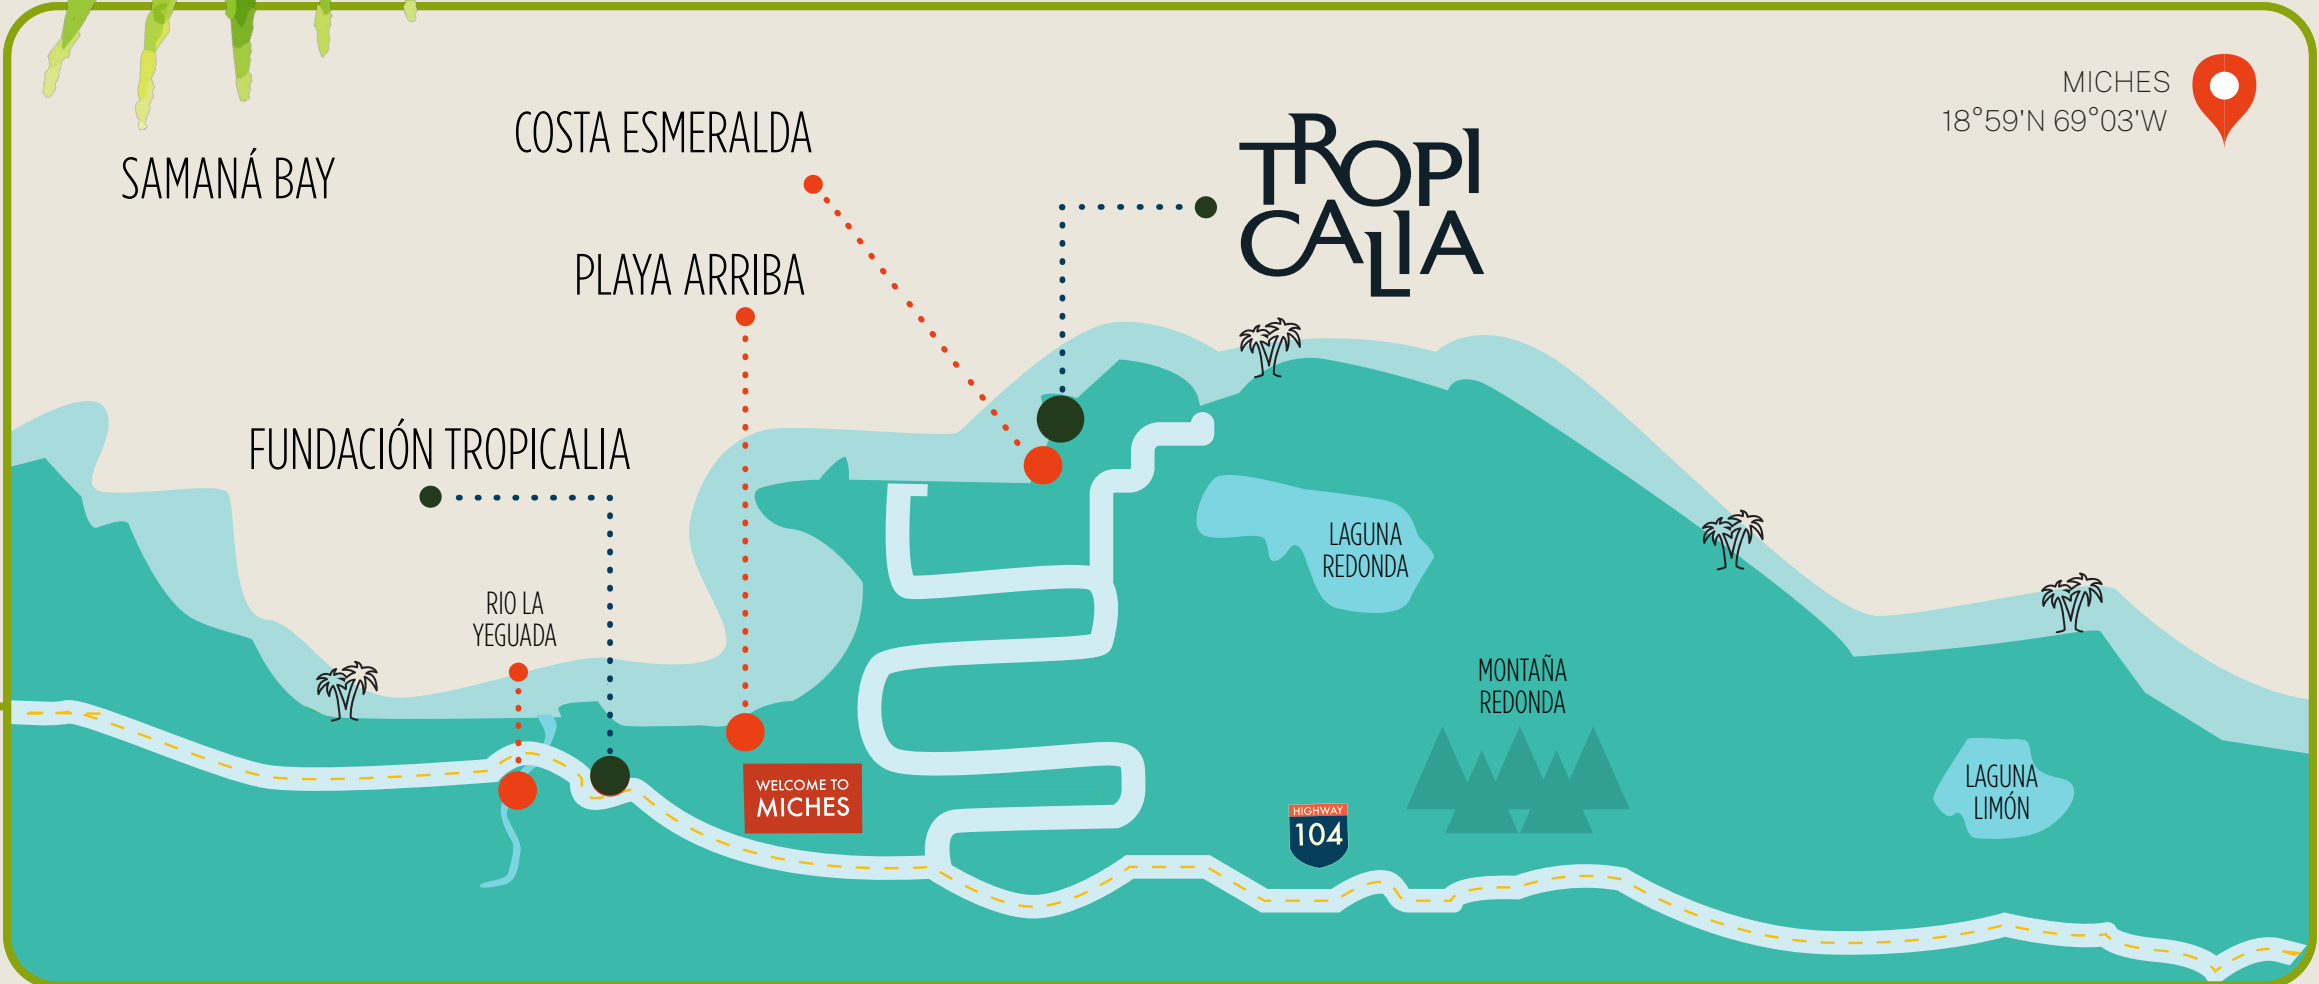 MICHES
18°59'N 69°03'W
COSTA ESMERALDA
TROPI
CALIA
SAMANÁ BAY
PLAYA ARRIBA
FUNDACIÓN TROPICALIA
LAGUNA
REDONDA
RIO LA
YEGUADA
MONTAÑA
REDONDA
WELCOME TO
MICHES
LAGUNA
LIMÓN
HIGHWAY
104